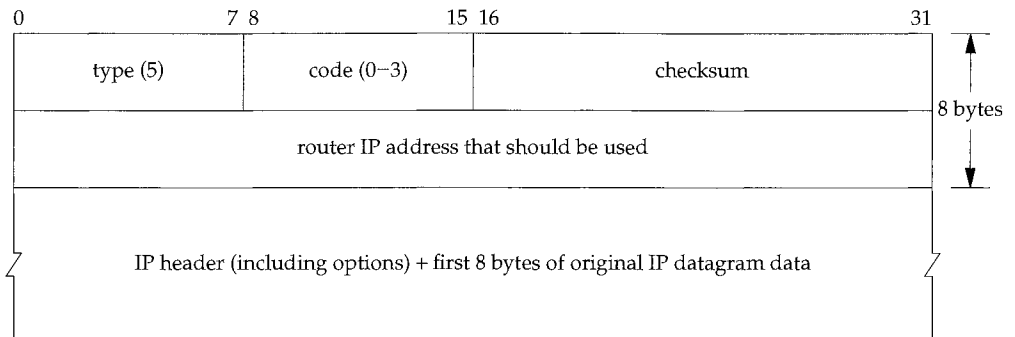 0 7 8 15 16 31
type (5) code (0–3) checksum
8 bytes
router IP address that should be used
IP header (including options) + first 8 bytes of original IP datagram data